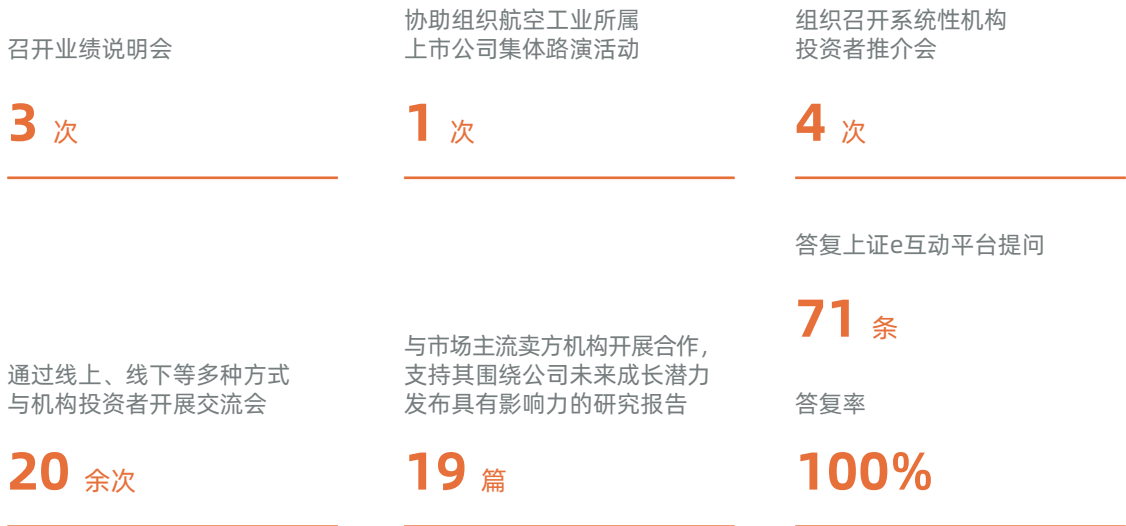 召开业绩说明会
3 次
协助组织航空工业所属
上市公司集体路演活动
1 次
组织召开系统性机构
投资者推介会
4 次
通过线上、线下等多种方式
与机构投资者开展交流会
20 余次
与市场主流卖方机构开展合作，
支持其围绕公司未来成长潜力
发布具有影响力的研究报告
19 篇
答复上证e互动平台提问
71 条
答复率
100%